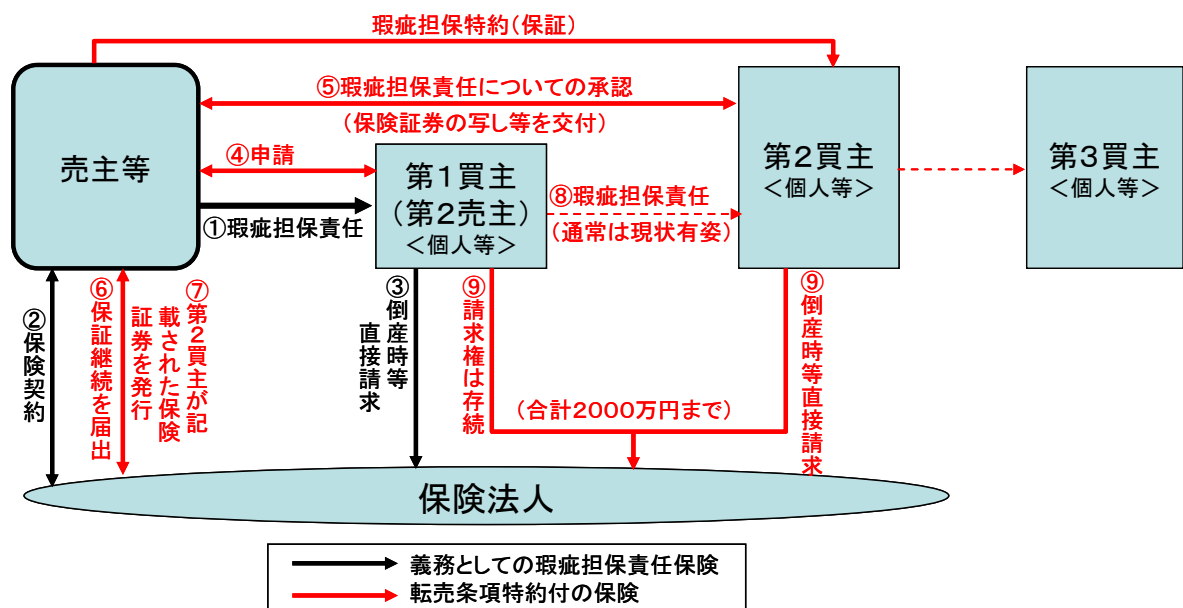 瑕疵担保特約(保証)
⑤瑕疵担保責任についての承認
(保険証券の写し等を交付)
売主等
④申請
①瑕疵担保責任
第1買主
(第2売主)
<個人等>
⑧瑕疵担保責任
(通常は現状有姿)
第2買主
<個人等>
第3買主
<個人等>
②保険契約
⑥保証継続を届出
⑦第2買主が記
載された保険
証券を発行
③倒産時等
直接請求
⑨請求権は存続
(合計2000万円まで)
⑨倒産時等直接請求
保険法人
義務としての瑕疵担保責任保険
転売条項特約付の保険